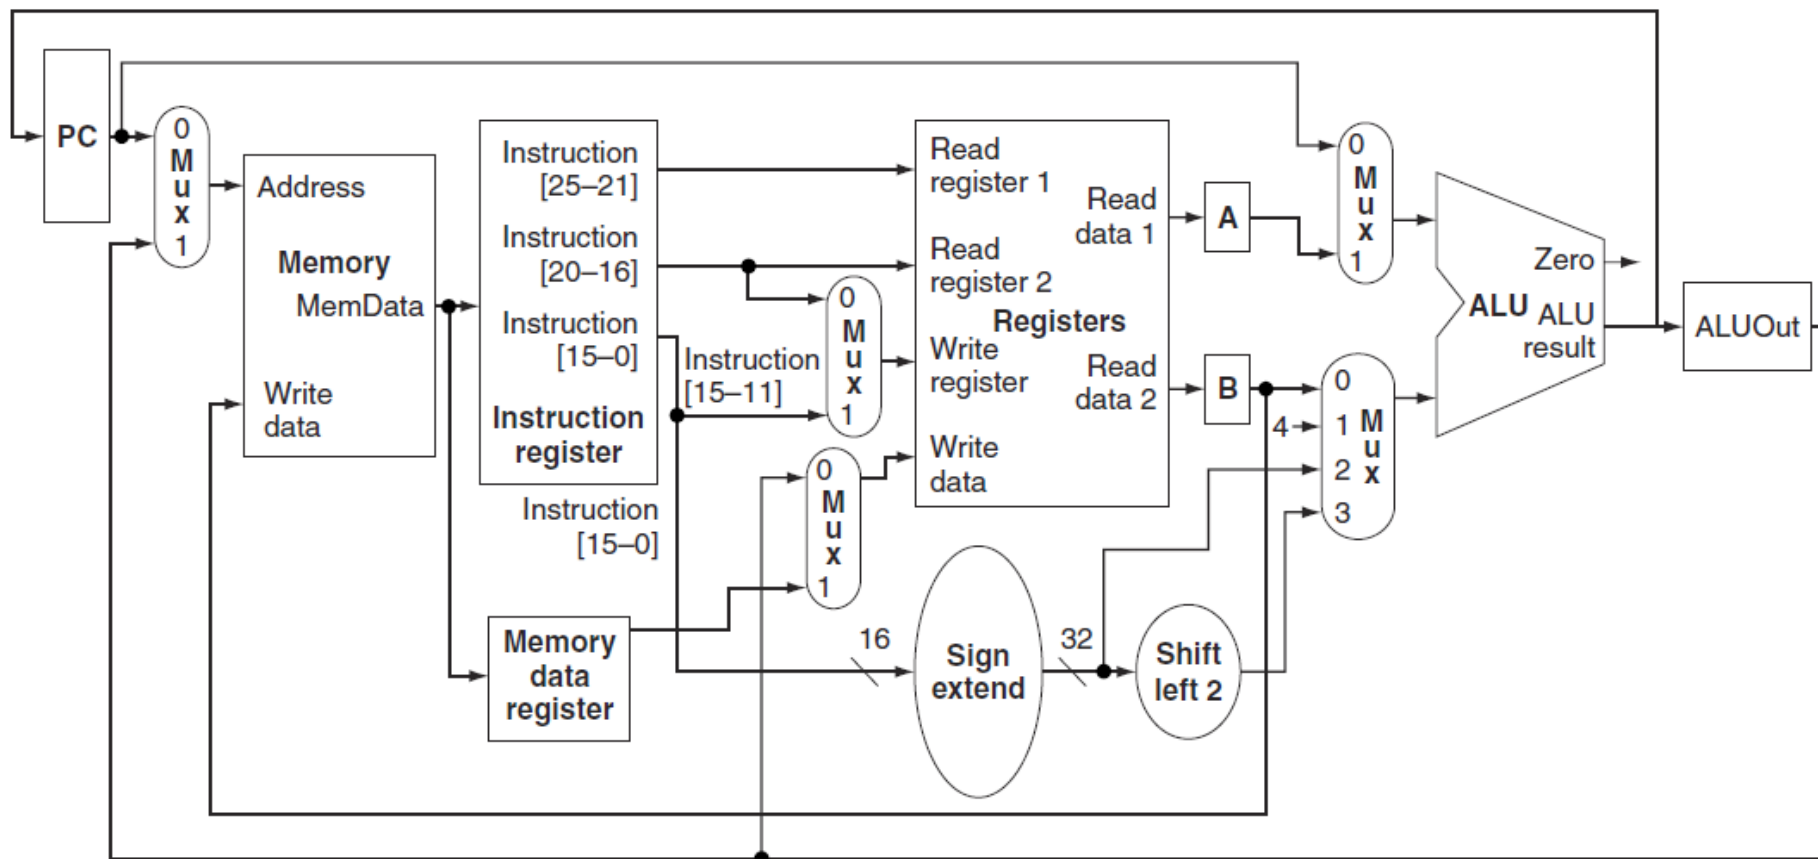 PC
0
M
u
x
1
Address
Memory
MemData
Write
data
Instruction
[25–21]
Instruction
[20–16]
Instruction
[15–0]
Instruction
register
Instruction
[15–11]
Instruction
[15–0]
Memory
data
register
0
M
u
x
1
0
M
u
x
1
Read
register 1
Read
register 2
Registers
Write
register
Write
data
Read
data 1
Read
data 2
16
Sign
extend
32
Shift
left 2
A
B
4
0
M
u
x
1
0
1
2
3
M
u
x
Zero
ALU
ALU
result
ALUOut